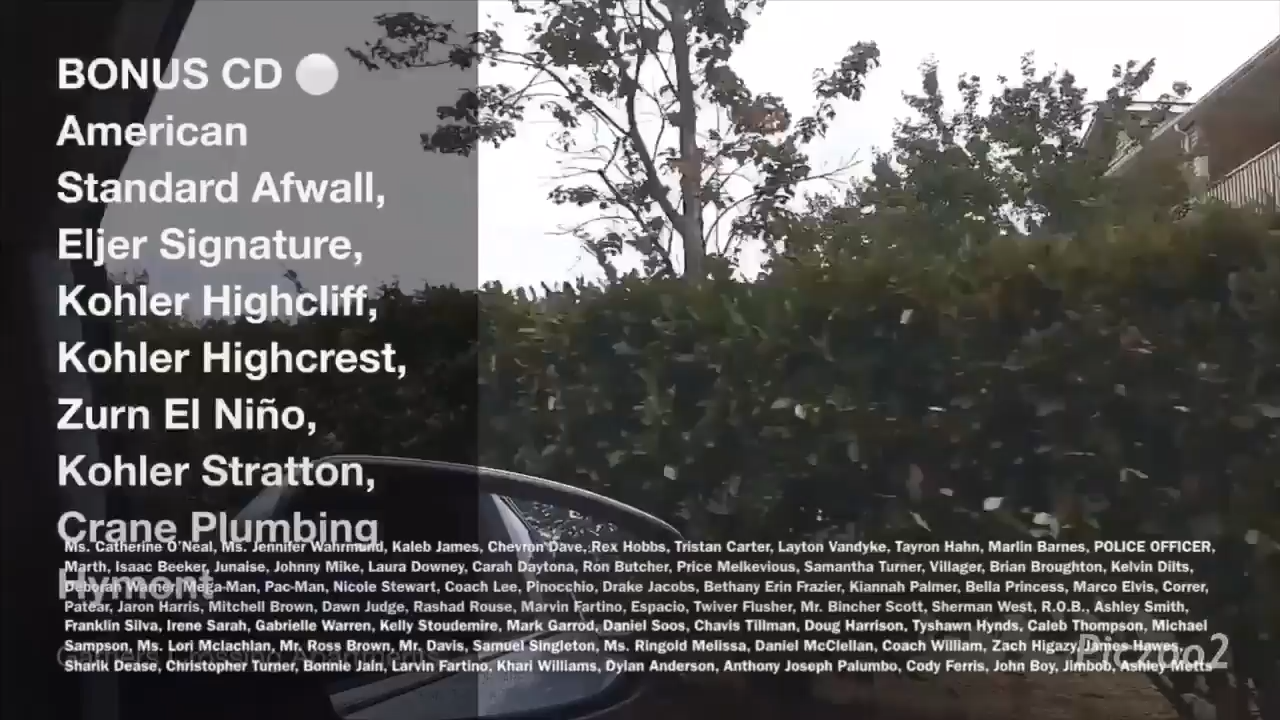 BONUS CD
American
Standard Afwall,
Eljer Signature,
Kohler Highcliff,
Kohler Highcrest,
Zurn El Niño,
Kohler Stratton,
Crane Plumbing
Plymont
Ms. Catherine O'Neal, Ms. Jennifer Wahrmund, Kaleb James, Chevron Dave, Rex Hobbs, Tristan Carter, Layton Vandyke, Tayron Hahn, Marlin Barnes, POLICE OFFICER,
Marth, Isaac Beeker, Junaise, Johnny Mike, Laura Downey, Carah Daytona, Ron Butcher, Price Melkevious, Samantha Turner, Villager, Brian Broughton, Kelvin Dilts,
Deborah Warner, Mega-Man, Pac-Man, Nicole Stewart, Coach Lee, Pinocchio, Drake Jacobs, Bethany Erin Frazier, Kiannah Palmer, Bella Princess, Marco Elvis, Correr,
Patear, Jaron Harris, Mitchell Brown, Dawn Judge, Rashad Rouse, Marvin Fartino, Espacio, Twiver Flusher, Mr. Bincher Scott, Sherman West, R.O.B., Ashley Smith,
Franklin Silva, Irene Sarah, Gabrielle Warren, Kelly Stoudemire, Mark Garrod, Daniel Soos, Chavis Tillman, Doug Harrison, Tyshawn Hynds, Caleb Thompson, Michael
Sampson, Ms. Lori Mclachlan, Mr. Ross Brown, Mr. Davis, Samuel Singleton, Ms. Ringold Melissa, Daniel McClellan, Coach William, Zach Higazy, James Hawes,
Sharik Dease, Christopher Turner, Bonnie Jain, Larvin Fartino, Khari Williams, Dylan Anderson, Anthony Joseph Palumbo, Cody Ferris, John Boy, Jimbob, Ashley Metts